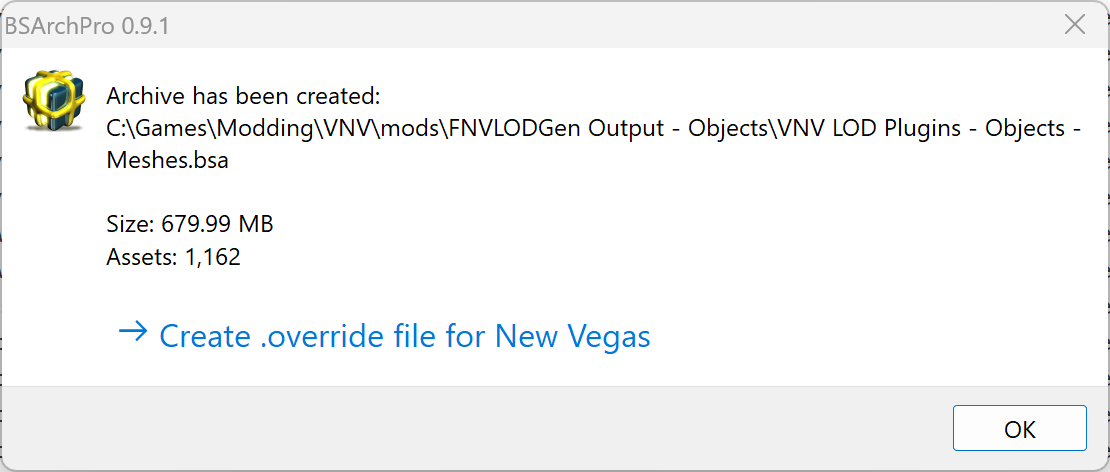 BSArchPro 0.9.1
Archive has been created:
C:\Games\Modding\VNV\mods\FNVLODGen Output - Objects\VNV LOD Plugins - Objects -
Meshes.bsa
Size: 679.99 MB
Assets: 1,162
Create .override file for New Vegas
OK